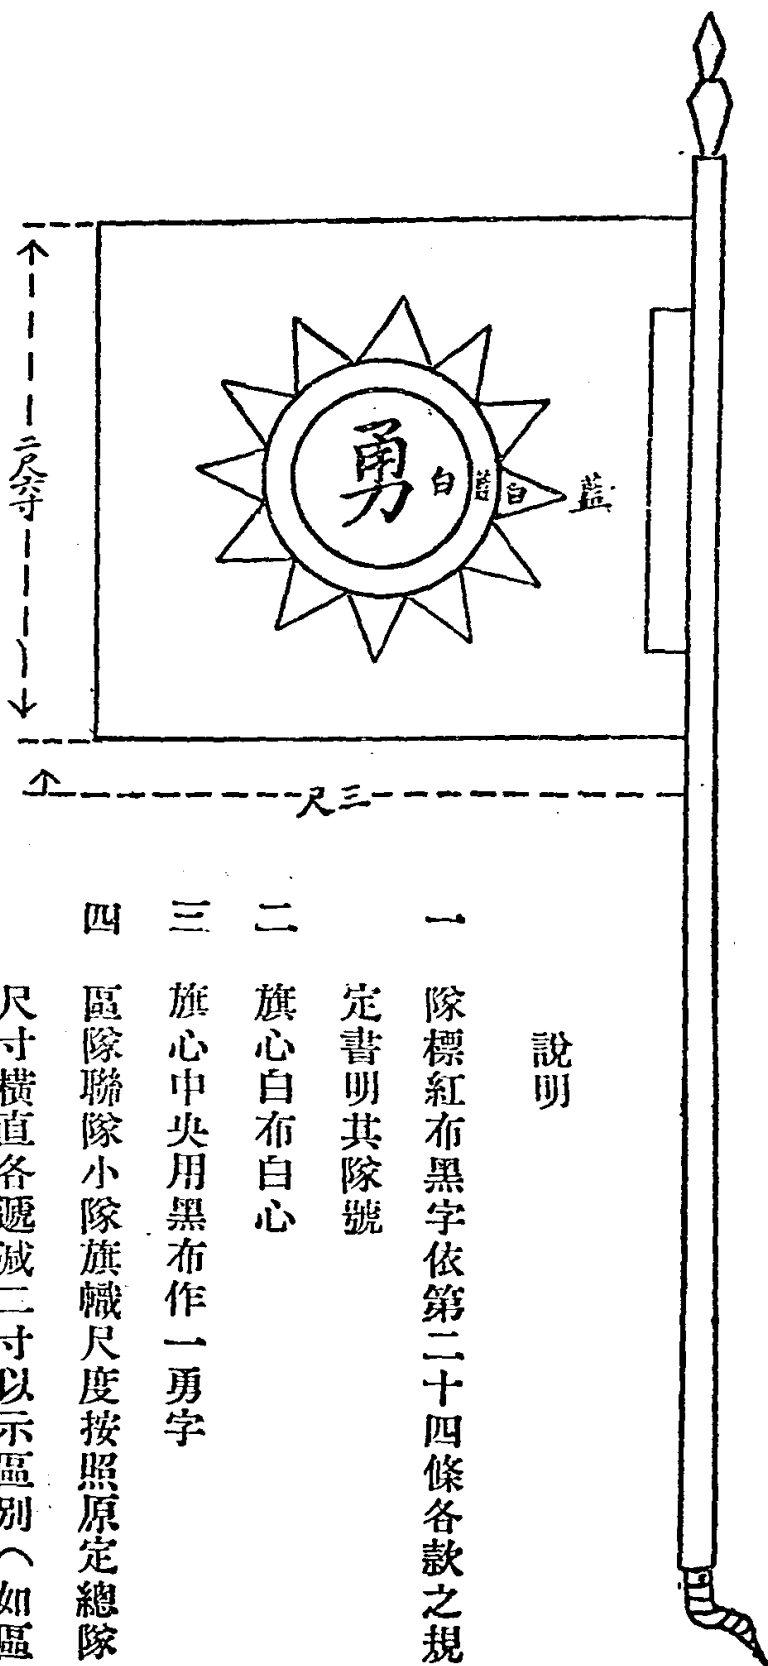 二尺六寸
勇
白
藍
白
藍
三尺
說明
一 隊標紅布黑字依第二十四條各款之規
定書明其隊號
二 旗心白布白心
三 旗心中央用黑布作一勇字
四 區隊聯隊小隊旗幟尺度按照原定總隊
尺寸橫直各遞減二寸以示區別（如區